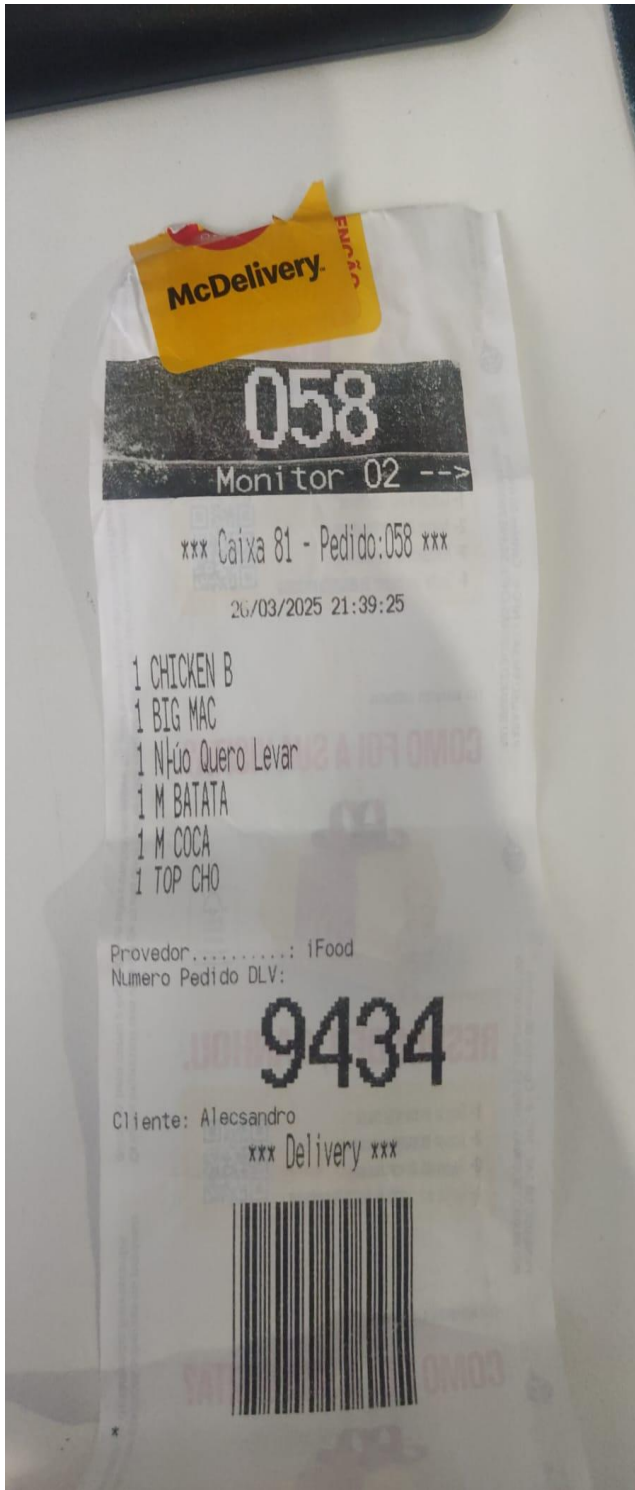 ENÇÃO
McDelivery
058
Monitor 02 -->
*** Caixa 81 - Pedido:058 ***
26/03/2025 21:39:25
1 CHICKEN B
1 BIG MAC
1 N├úo Quero Levar
1 M BATATA
1 M COCA
1 TOP CHO
Provedor..........: iFood
Numero Pedido DLV:
9434
Cliente: Alecsandro
*** Delivery ***
*